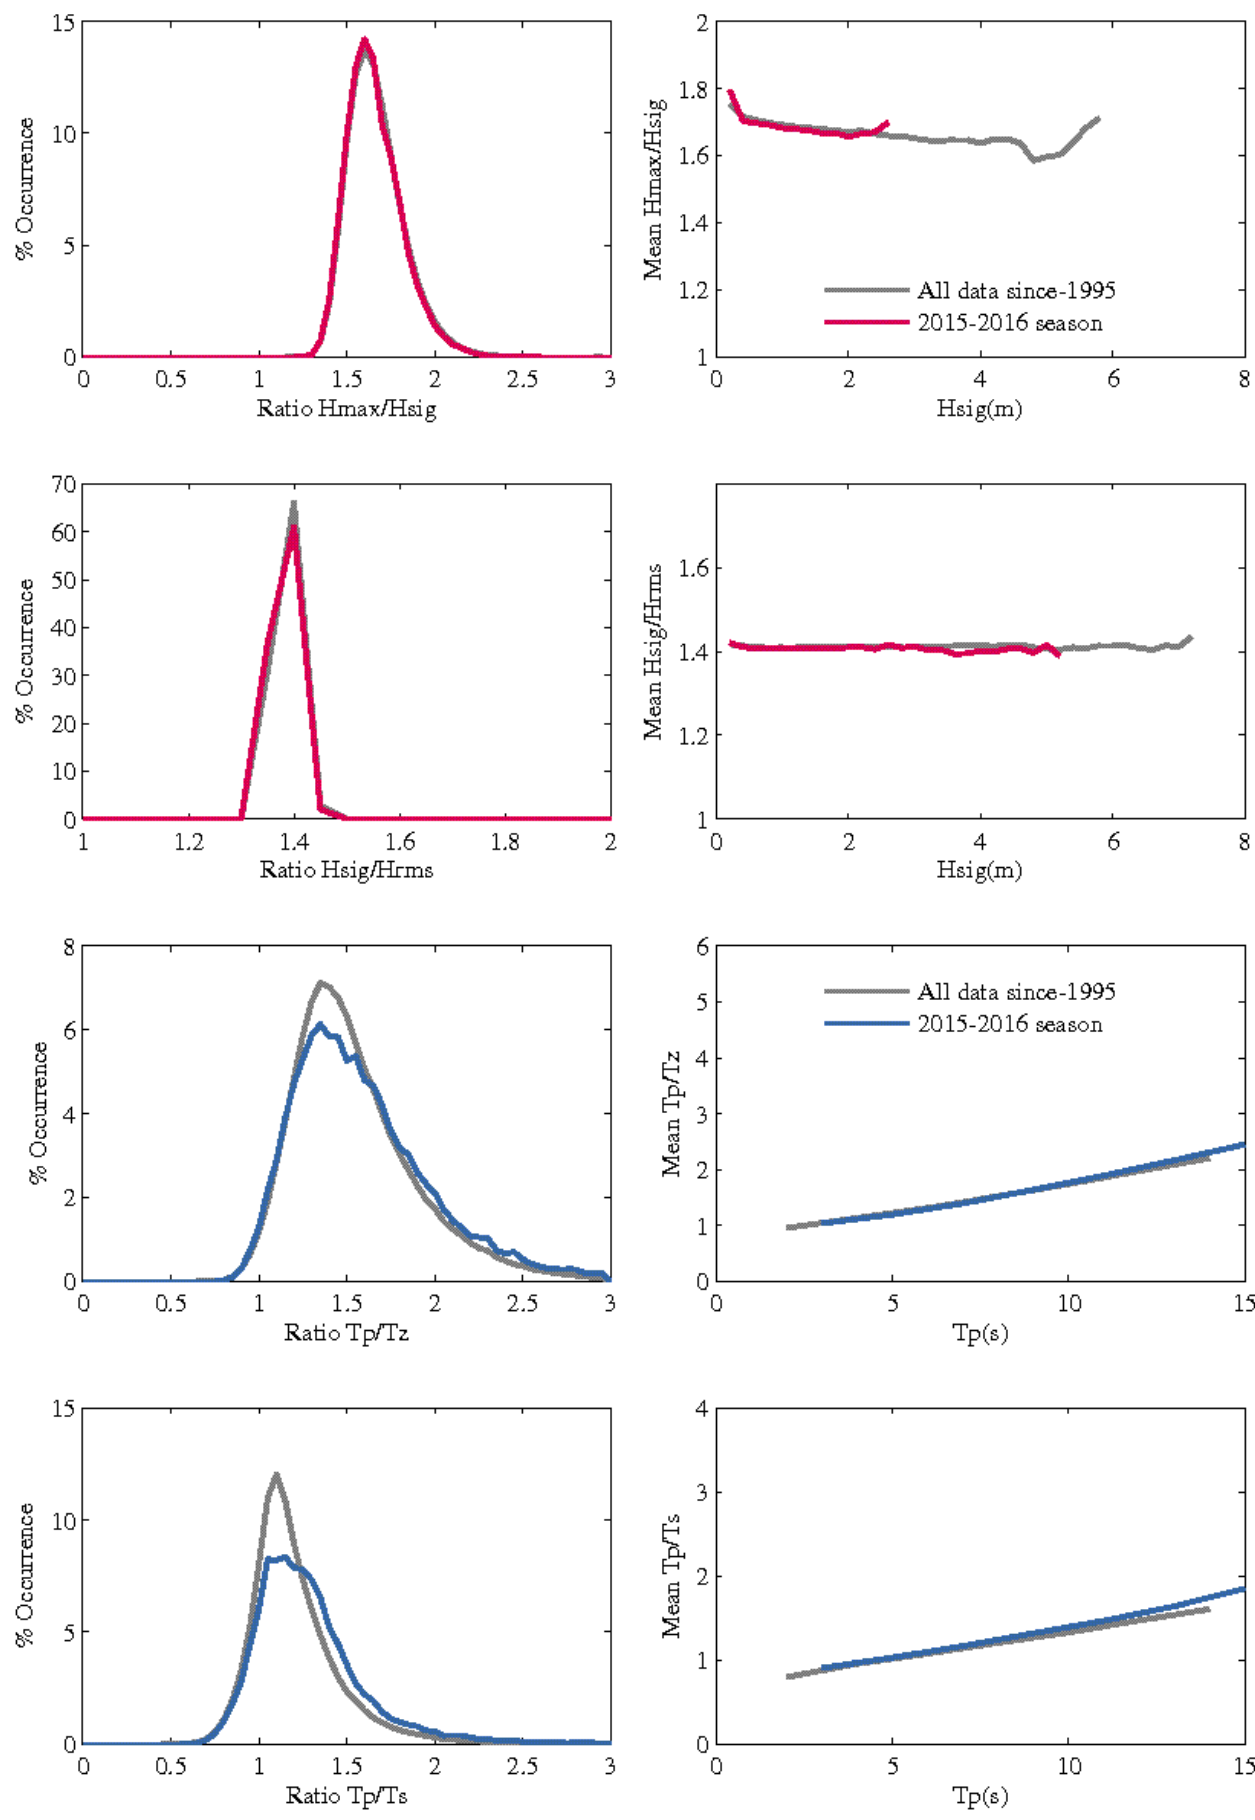 15
10
5
0
% Occurrence
0 0.5 1 1.5 2 2.5 3
Ratio Hmax/Hsig
2
1.8
1.6
1.4
1.2
1
Mean Hmax/Hsig
All data since-1995
2015-2016 season
0 2 4 6 8
Hsig(m)
70
60
50
40
30
20
10
0
% Occurrence
1 1.2 1.4 1.6 1.8 2
Ratio Hsig/Hrms
1.6
1.4
1.2
1
Mean Hsig/Hrms
0 2 4 6 8
Hsig(m)
8
6
4
2
0
% Occurrence
0 0.5 1 1.5 2 2.5 3
Ratio Tp/Tz
6
5
4
3
2
1
0
Mean Tp/Tz
All data since-1995
2015-2016 season
5 10 15
Tp(s)
15
10
5
0
% Occurrence
0 0.5 1 1.5 2 2.5 3
Ratio Tp/Ts
4
3
2
1
0
Mean Tp/Ts
5 10 15
Tp(s)